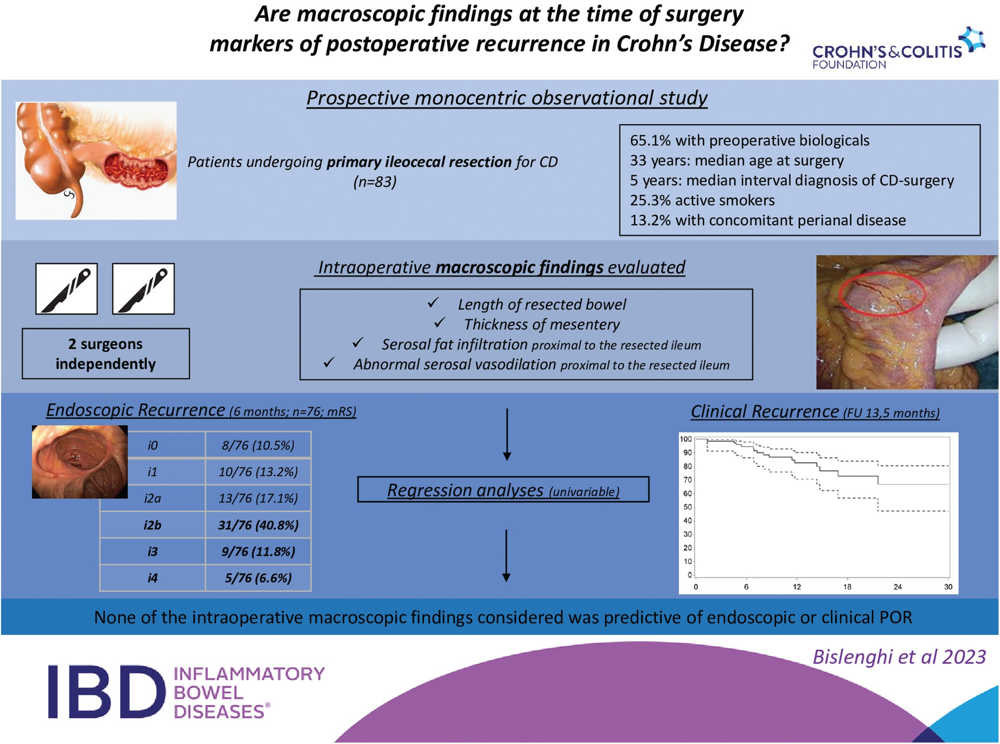 Are macroscopic findings at the time of surgery
markers of postoperative recurrence in Crohn's Disease?
CROHN'S & COLITIS
FOUNDATION
Prospective monocentric observational study
Patients undergoing primary ileocecal resection for CD
(n=83)
65.1% with preoperative biologicals
33 years: median age at surgery
5 years: median interval diagnosis of CD-surgery
25.3% active smokers
13.2% with concomitant perianal disease
2 surgeons
independently
Intraoperative macroscopic findings evaluated
✓ Length of resected bowel
✓ Thickness of mesentery
✓ Serosal fat infiltration proximal to the resected ileum
✓ Abnormal serosal vasodilation proximal to the resected ileum
Endoscopic Recurrence (6 months; n=76; mRS)
i0 8/76 (10.5%)
i1 10/76 (13.2%)
i2a 13/76 (17.1%)
i2b 31/76 (40.8%)
i3 9/76 (11.8%)
i4 5/76 (6.6%)
Regression analyses (univariable)
Clinical Recurrence (FU 13,5 months)
100
90
80
70
60
50
40
30
20
10
0
0 6 12 18 24 30
None of the intraoperative macroscopic findings considered was predictive of endoscopic or clinical POR
Bislenghi et al 2023
IBD
INFLAMMATORY
BOWEL
DISEASES®